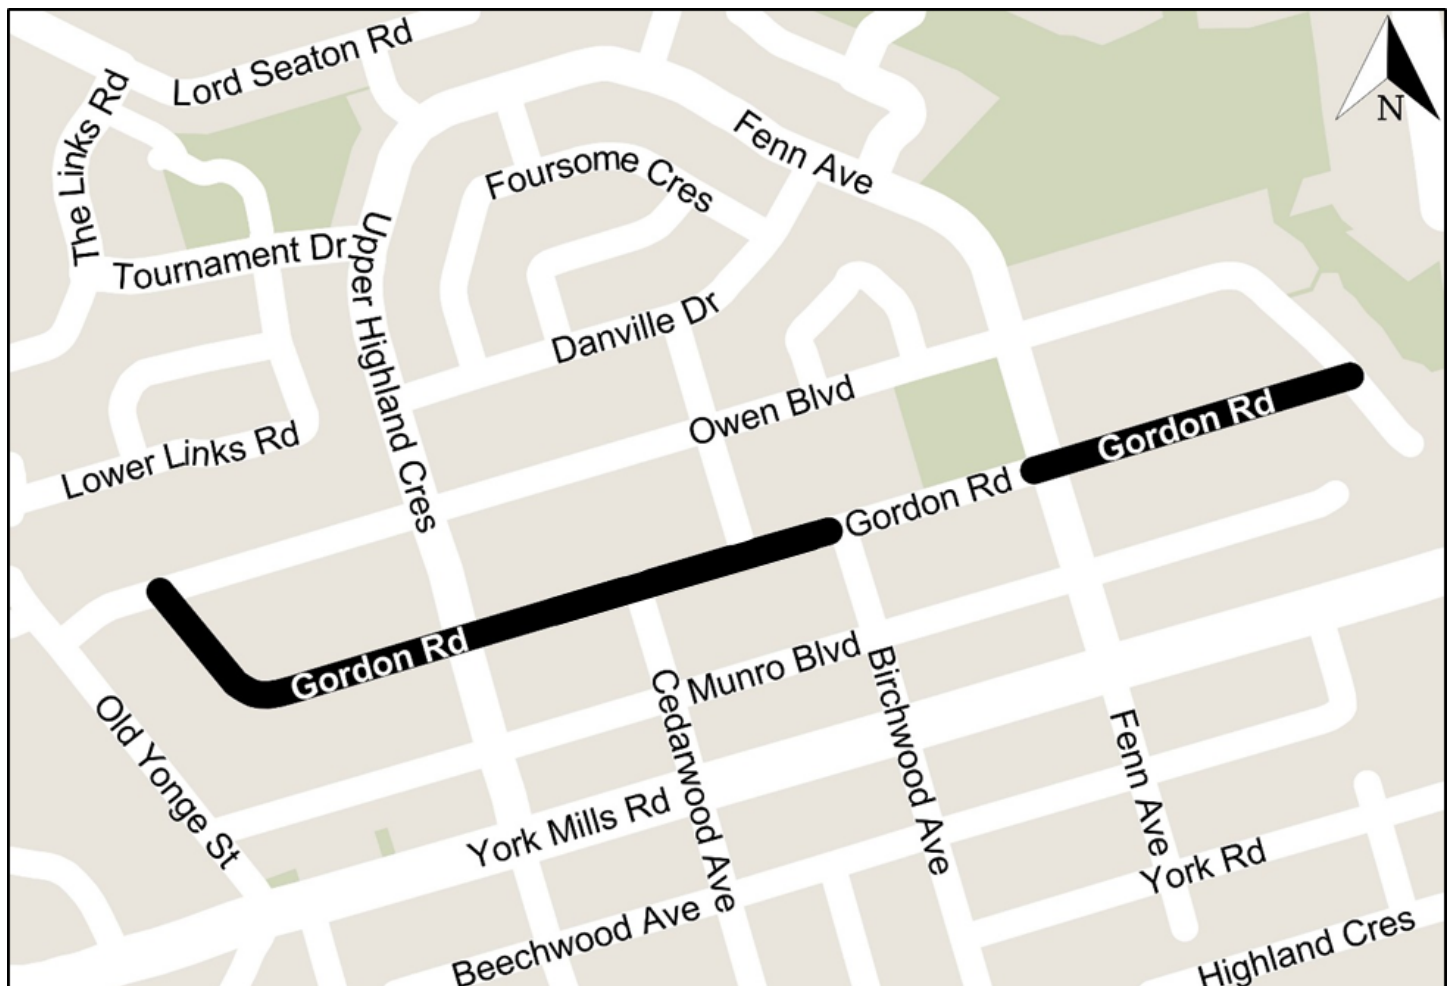 Lord Seaton Rd
N
The Links Rd
Fenn Ave
Foursome Cres
Tournament Dr
Upper Highland Cres
Danville Dr
Owen Blvd
Gordon Rd
Lower Links Rd
Gordon Rd
Gordon Rd
Munro Blvd
Cedarwood Ave
Birchwood Ave
Old Yonge St
Fenn Ave
York Mills Rd
York Rd
Beechwood Ave
Highland Cres